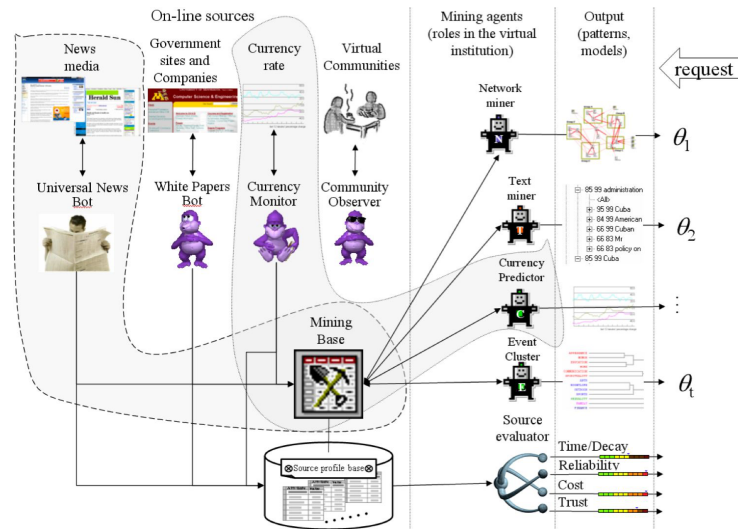 On-line sources
Mining agents
(roles in the virtual
institution)
Output
(patterns,
models)
request
News
media
Government
sites and
Companies
Currency
rate
Virtual
Communities
Herald Sun
Computer Science & Engineering
Universal News
Bot
White Papers
Bot
Currency
Monitor
Community
Observer
Network
miner
N
θ1
Text
miner
T
85 99 administration
<Alb
95 99 Cuba
84 99 American
66 99 Cuban
66 83 Mr
66 83 policy on
85 99 Cuba
θ2
Currency
Predictor
C
⋮
Mining
Base
Event
Cluster
E
θt
Source
evaluator
Time/Decay
Reliability
Cost
Trust
Source profile base